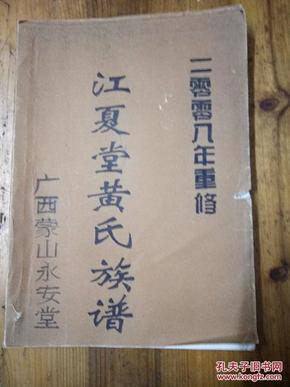 二零零八年重修
江夏堂黄氏族谱
广西蒙山永安堂
孔夫子旧书网